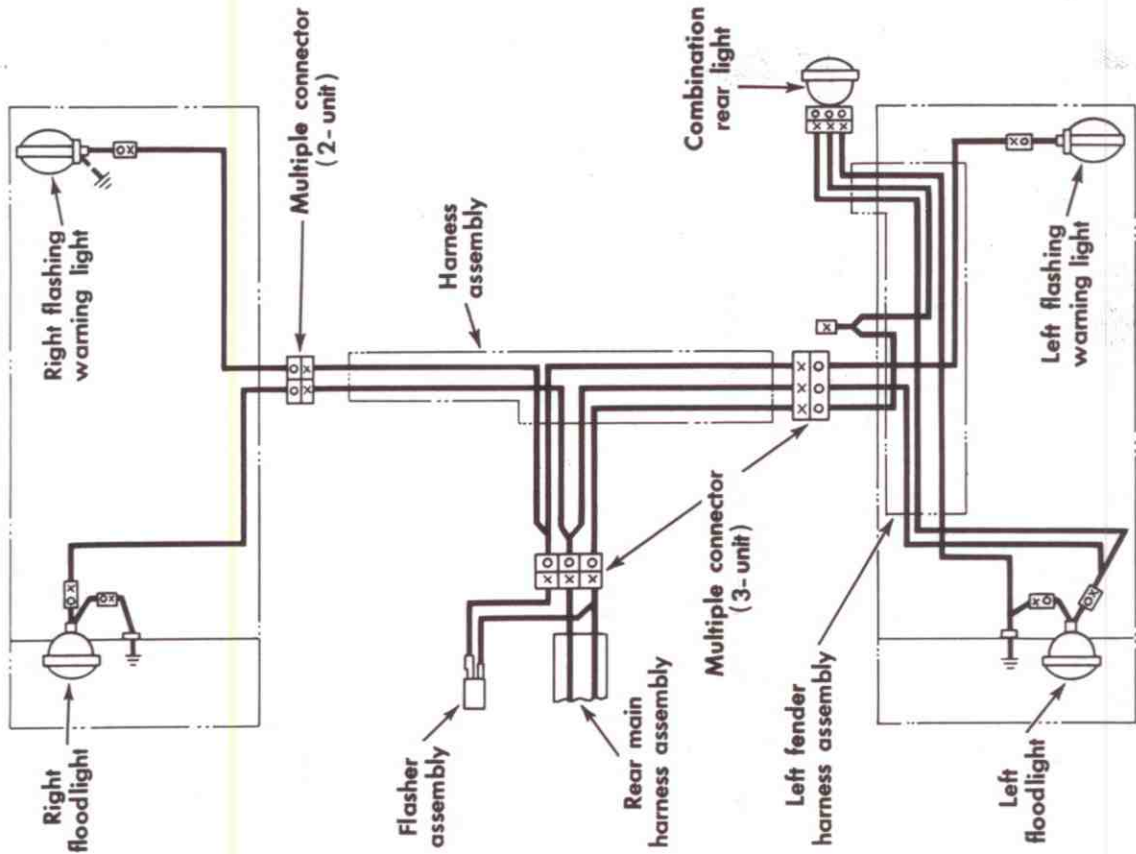 Right
floodlight
Right flashing
warning light
Multiple connector
(2-unit)
Harness
assembly
Flasher
assembly
Rear main
harness assembly
Multiple connector
(3-unit)
Combination
rear light
Left fender
harness assembly
Left
floodlight
Left flashing
warning light